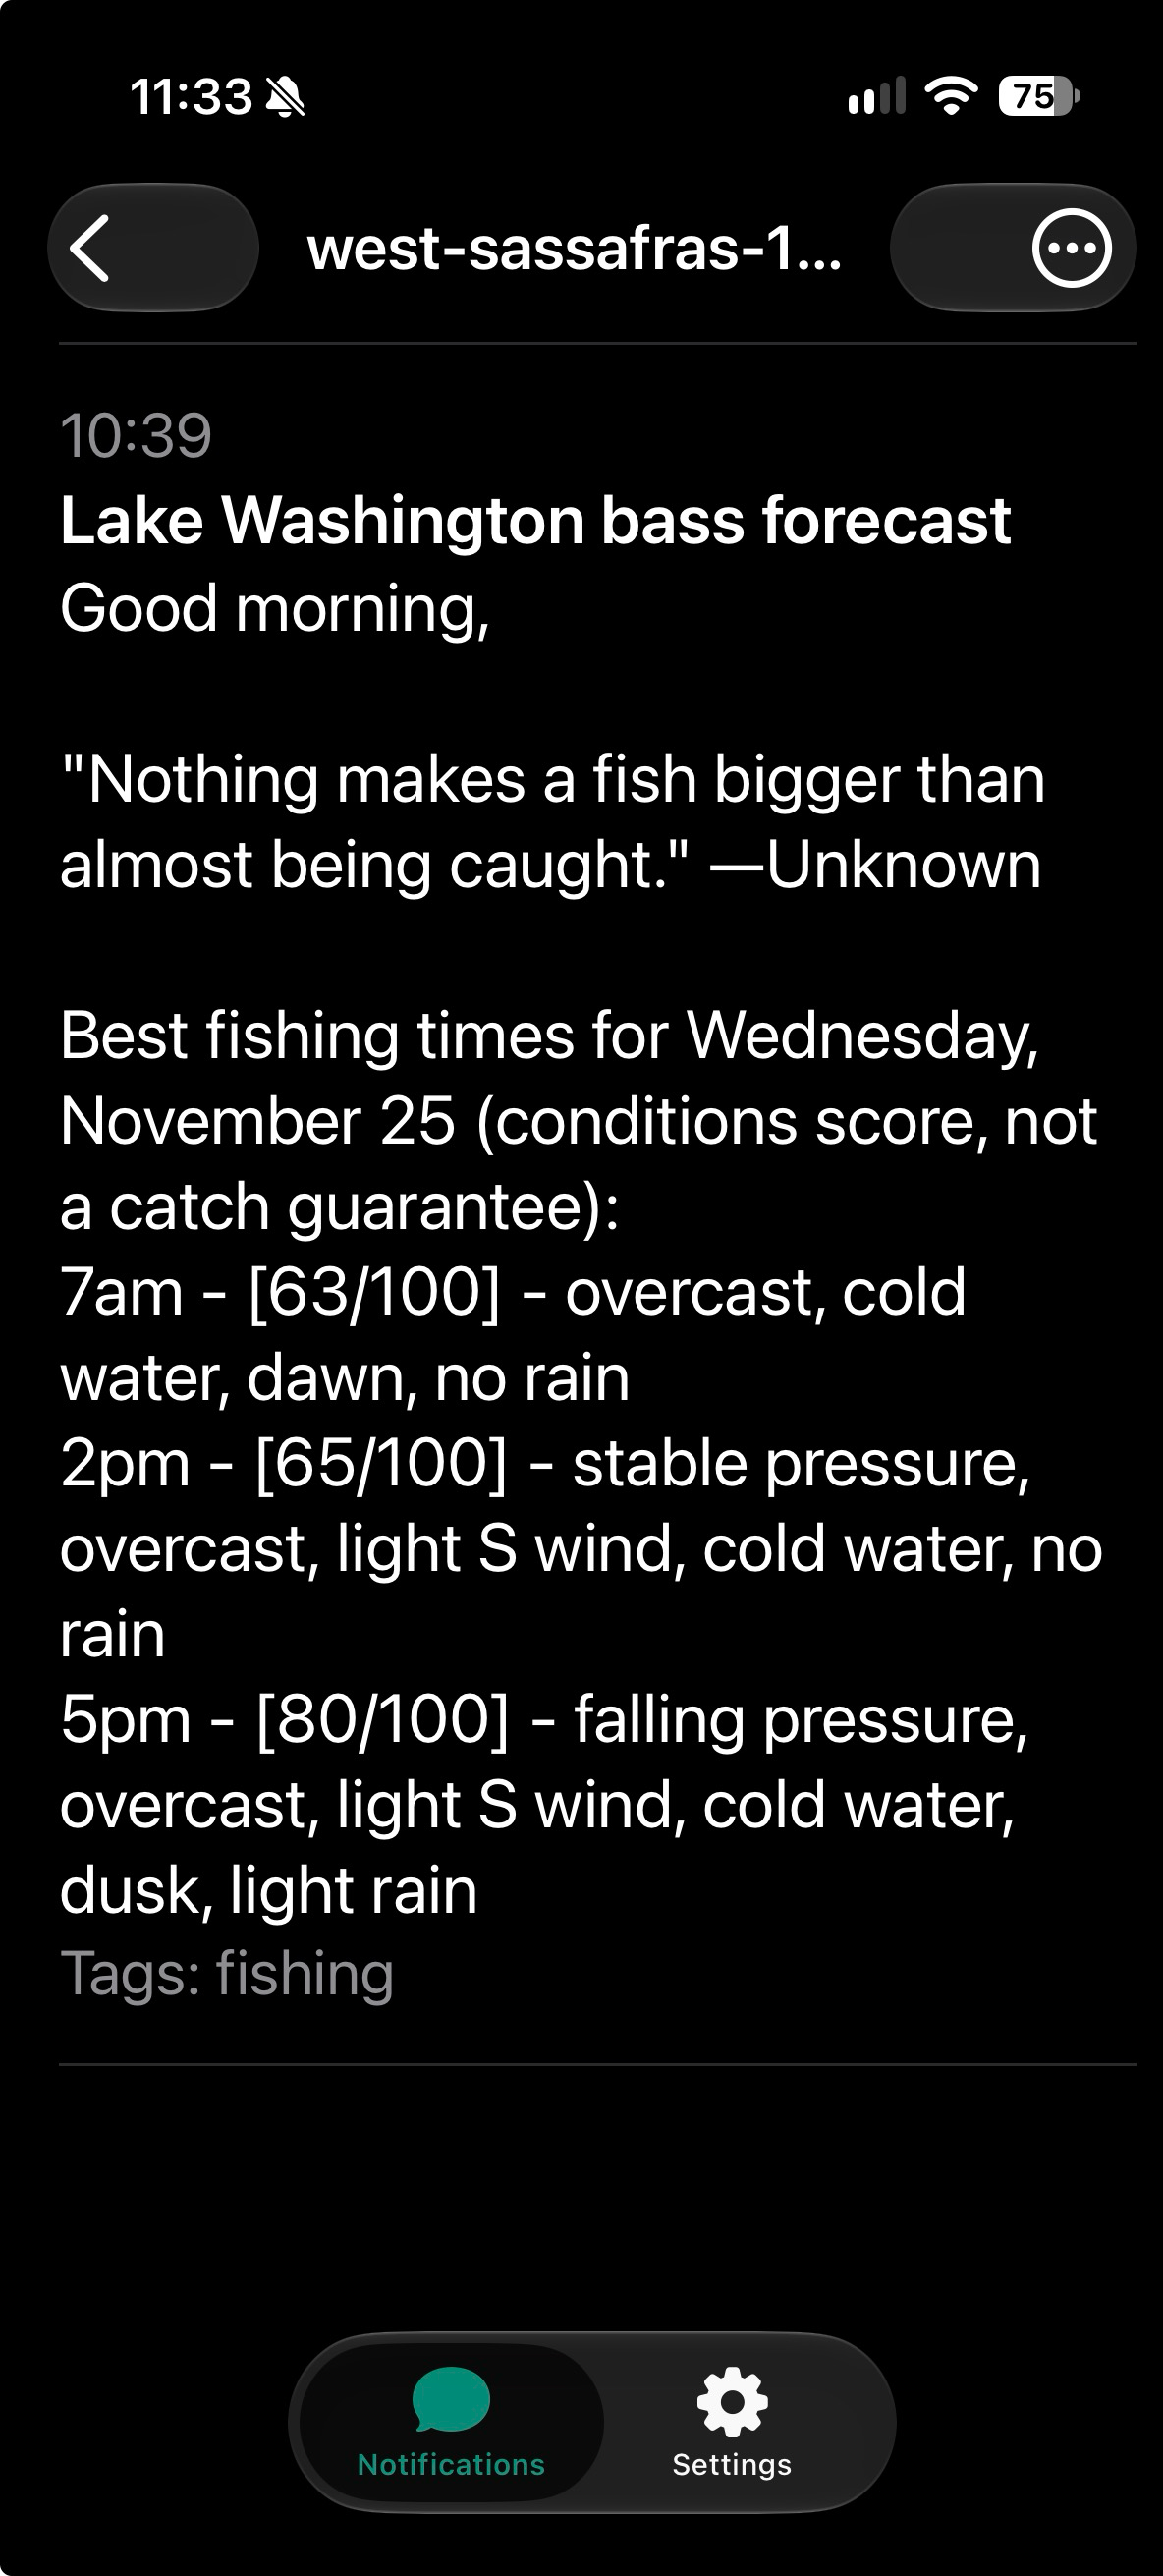 11:33
75
west-sassafras-1...
10:39
Lake Washington bass forecast
Good morning,
"Nothing makes a fish bigger than
almost being caught." —Unknown
Best fishing times for Wednesday,
November 25 (conditions score, not
a catch guarantee):
7am - [63/100] - overcast, cold
water, dawn, no rain
2pm - [65/100] - stable pressure,
overcast, light S wind, cold water, no
rain
5pm - [80/100] - falling pressure,
overcast, light S wind, cold water,
dusk, light rain
Tags: fishing
Notifications
Settings